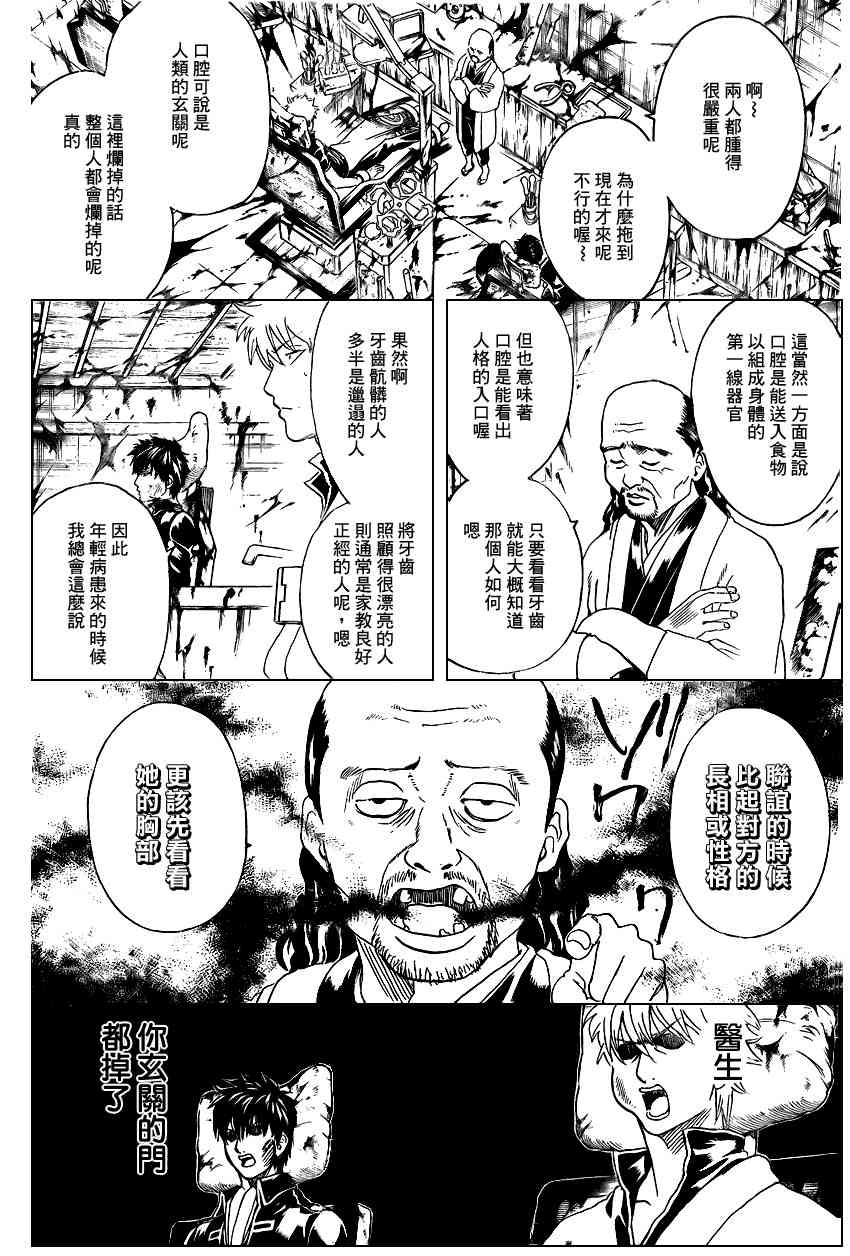 啊~
兩人都腫得
很嚴重呢
為什麼拖到
現在才來呢
不行的喔~
口腔可說是
人類的玄關呢
這裡爛掉的話
整個人都會爛掉的呢
真的
這當然一方面是說
口腔是能送入食物
以組成身體的
第一線器官
但也意味著
口腔是能看出
人格的入口喔
只要看看牙齒
就能大概知道
那個人如何
嗯
果然啊
牙齒骯髒的人
多半是邋遢的人
將牙齒
照顧得很漂亮的人
則通常是家教良好
正經的人呢，嗯
因此
年輕病患來的時候
我總會這麼說
聯誼的時候
比起對方的
長相或性格
更該先看看
她的胸部
醫生
你玄關的門
都掉了